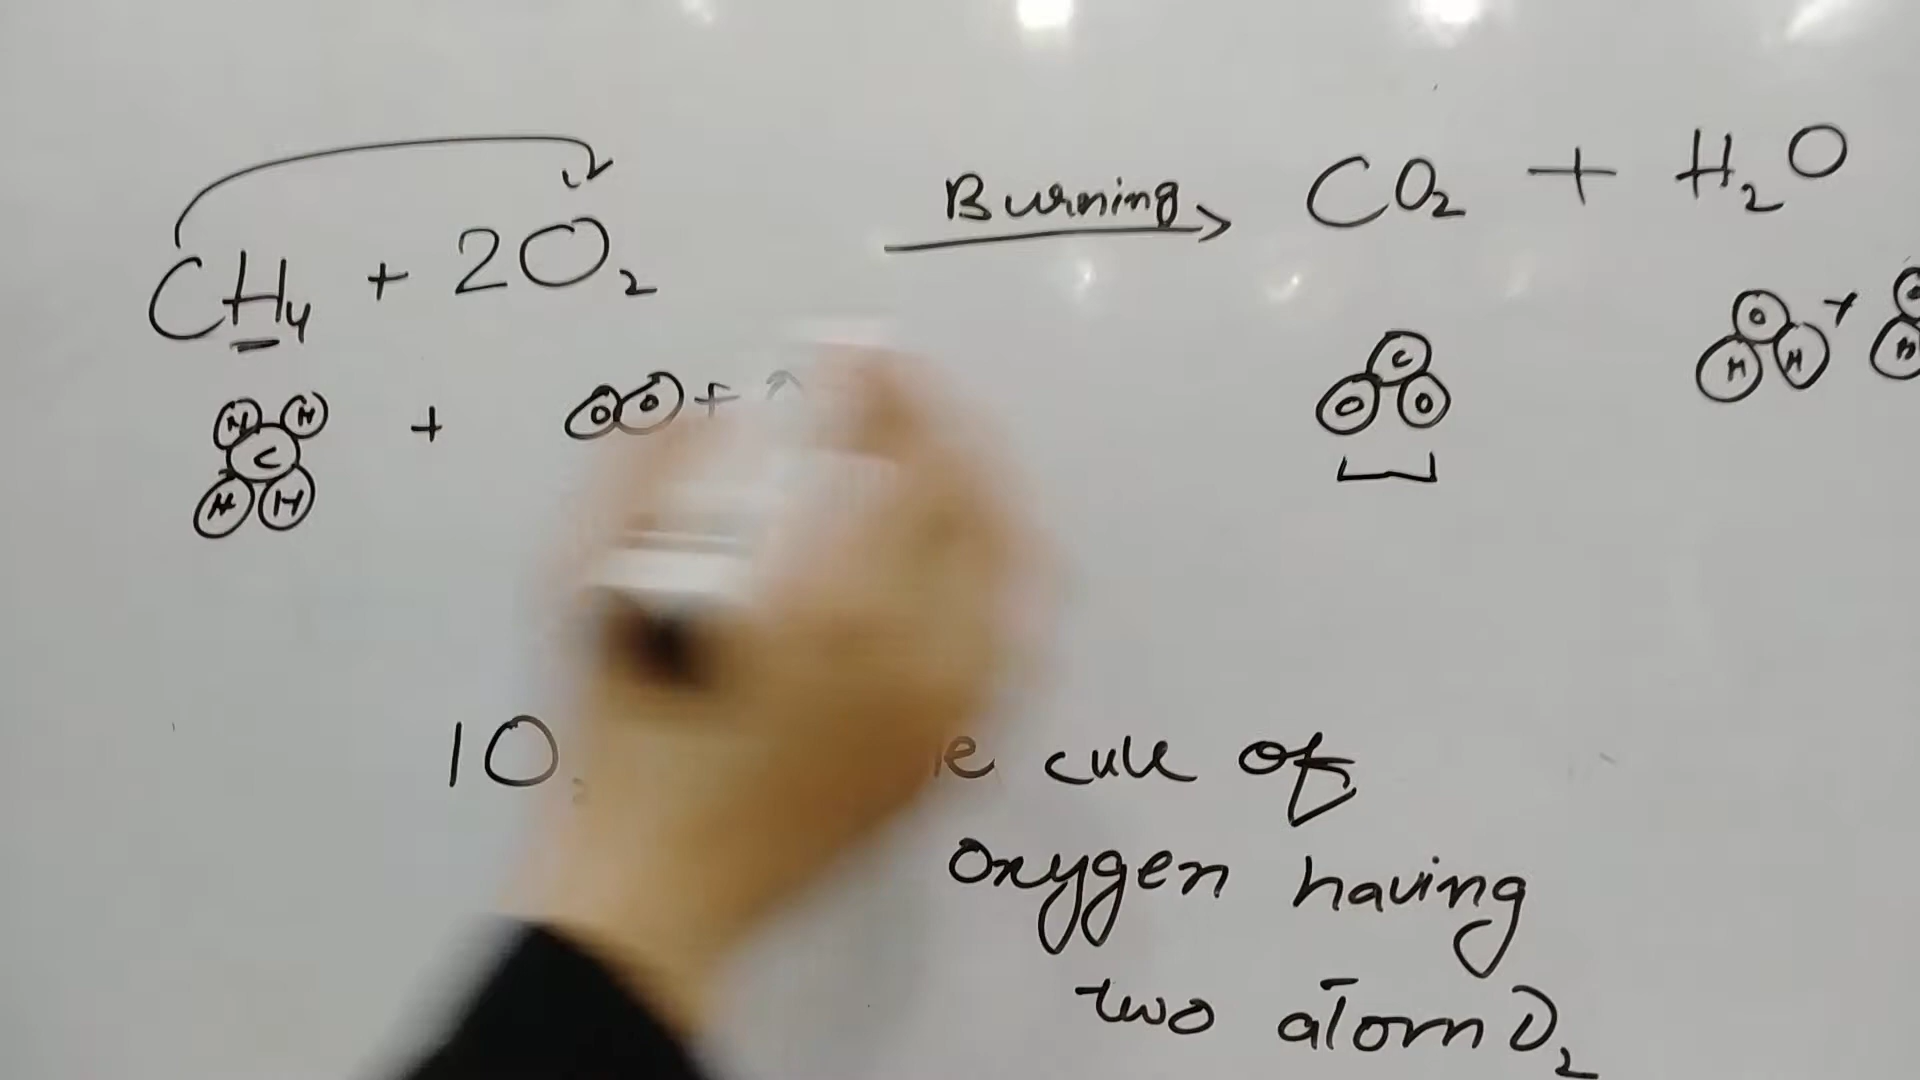 CH₄ + 2O₂ Burning → CO₂ + H₂O
H H C H H + O O + C O O O H H +
1O cule of
oxygen having
two atom O₂